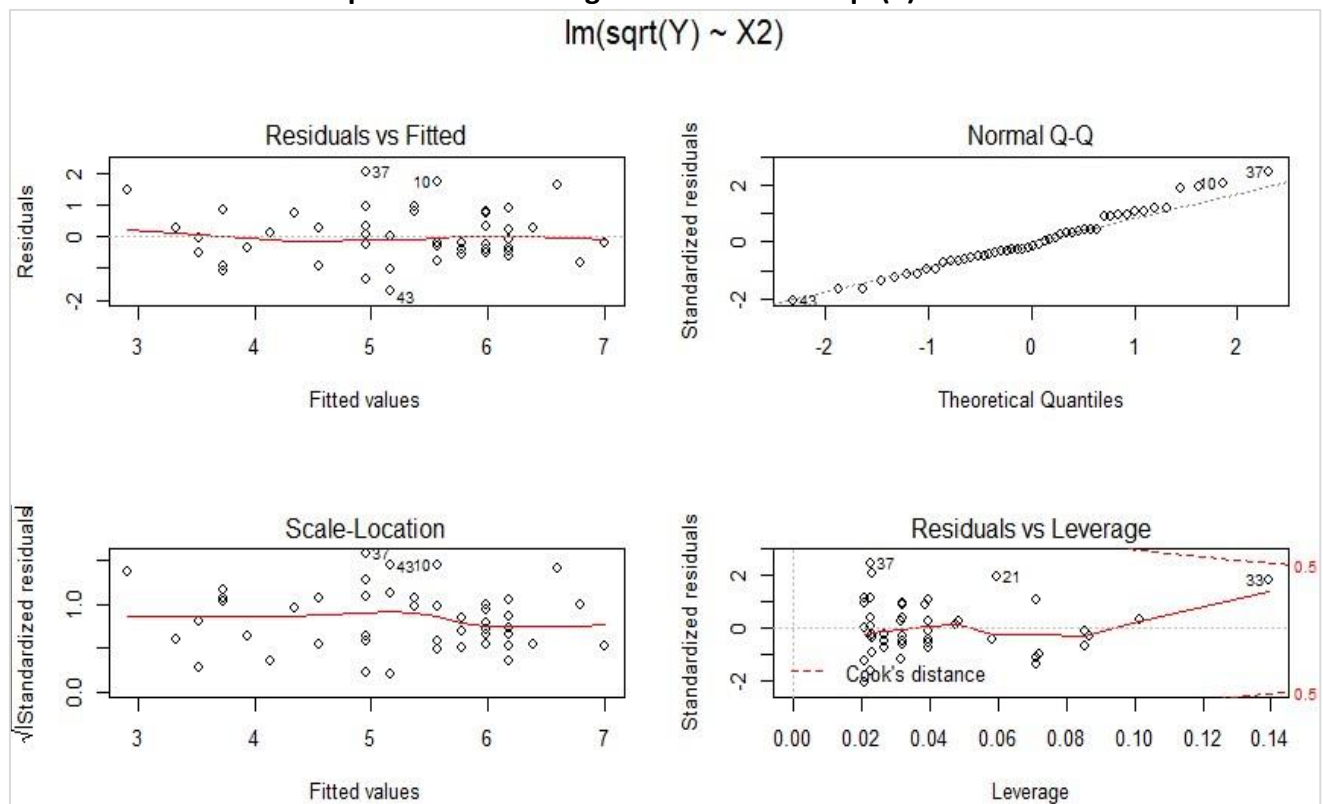 lm(sqrt(Y) ~ X2)
Residuals vs Fitted
Residuals
2
1
0
-2
37
10
43
3 4 5 6 7
Fitted values
Normal Q-Q
Standardized residuals
2
0
-2
37
10
43
-2 -1 0 1 2
Theoretical Quantiles
Scale-Location
√|Standardized residuals|
1.0
0.0
37
43 10
3 4 5 6 7
Fitted values
Residuals vs Leverage
Standardized residuals
2
0
-2
37
21
33
0.5
0.5
Cook's distance
0.00 0.02 0.04 0.06 0.08 0.10 0.12 0.14
Leverage